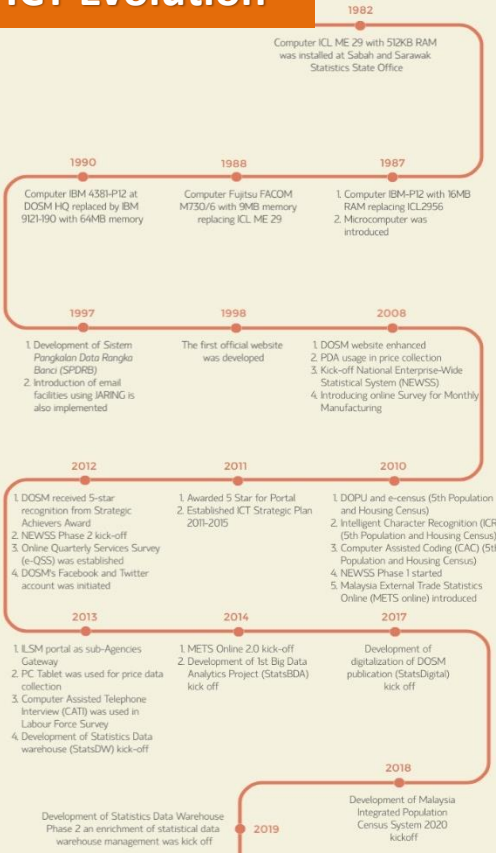 ICT Evolution
1982
Computer ICL ME 29 with 512KB RAM
was installed at Sabah and Sarawak
Statistics State Office
1987
1. Computer IBM-P12 with 16MB
RAM replacing ICL2956
2. Microcomputer was
introduced
1988
Computer Fujitsu FACOM
M730/6 with 9MB memory
replacing ICL ME 29
1990
Computer IBM 4381-P12 at
DOSM HQ replaced by IBM
9121-190 with 64MB memory
1997
1. Development of Sistem
Pangkalan Data Rangka
Banci (SPDRB)
2. Introduction of email
facilities using JARING is
also implemented
1998
The first official website
was developed
2008
1. DOSM website enhanced
2. PDA usage in price collection
3. Kick-off National Enterprise-Wide
Statistical System (NEWSS)
4. Introducing online Survey for Monthly
Manufacturing
2010
1. DOPU and e-census (5th Population
and Housing Census)
2. Intelligent Character Recognition (ICR)
(5th Population and Housing Census)
3. Computer Assisted Coding (CAC) (5th
Population and Housing Census)
4. NEWSS Phase 1 started
5. Malaysia External Trade Statistics
Online (METS online) introduced
2011
1. Awarded 5 Star for Portal
2. Established ICT Strategic Plan
2011-2015
2012
1. DOSM received 5-star
recognition from Strategic
Achievers Award
2. NEWSS Phase 2 kick-off
3. Online Quarterly Services Survey
(e-QSS) was established
4. DOSM's Facebook and Twitter
account was initiated
2013
1. ILSM portal as sub-Agencies
Gateway
2. PC Tablet was used for price data
collection
3. Computer Assisted Telephone
Interview (CATI) was used in
Labour Force Survey
4. Development of Statistics Data
warehouse (StatsDW) kick-off
2014
1. METS Online 2.0 kick-off
2. Development of 1st Big Data
Analytics Project (StatsBDA)
kick off
2017
Development of
digitalization of DOSM
publication (StatsDigital)
kick off
2018
Development of Malaysia
Integrated Population
Census System 2020
kickoff
2019
Development of Statistics Data Warehouse
Phase 2 an enrichment of statistical data
warehouse management was kick off